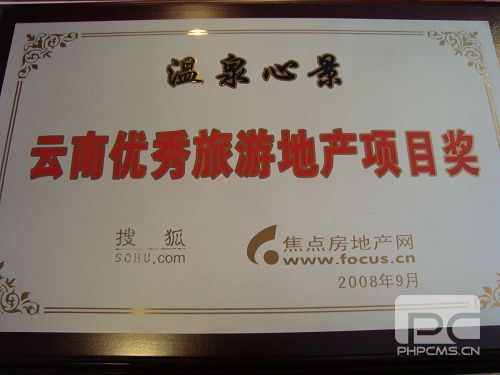 温泉心景
云南优秀旅游地产项目奖
搜狐 焦点房地产网
SOHU.com www.focus.cn
2008年9月
PC
PHPCMS.CN